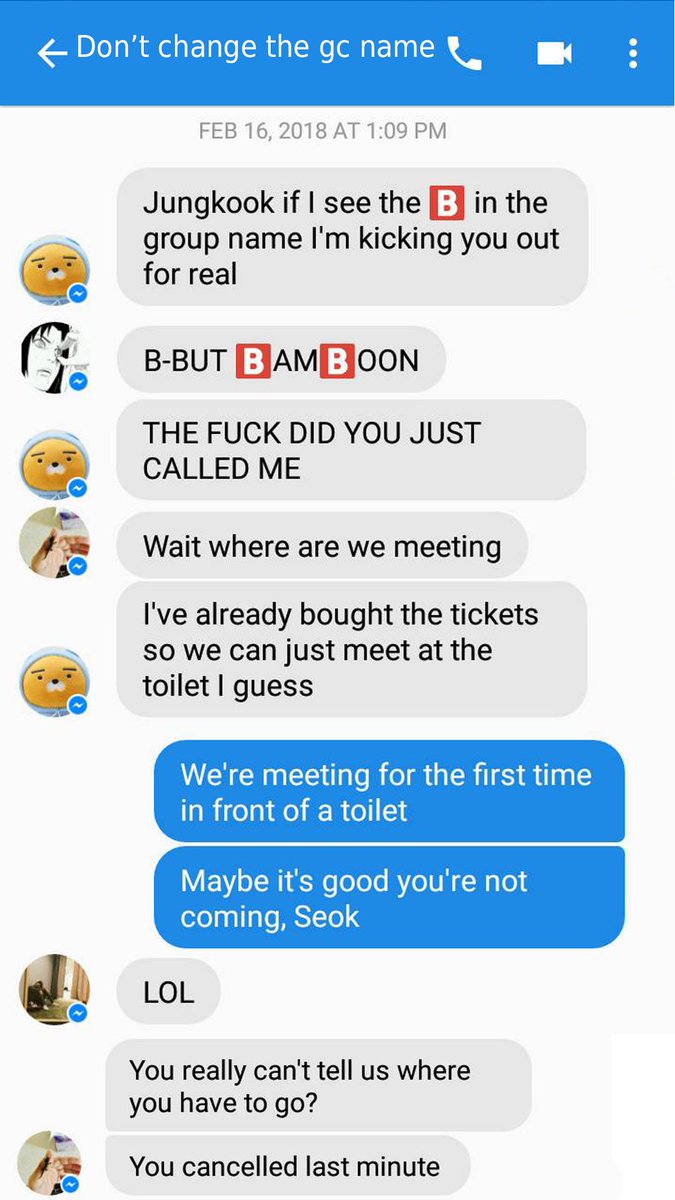 Don’t change the gc name
FEB 16, 2018 AT 1:09 PM
Jungkook if I see the 🅱 in the
group name I'm kicking you out
for real
B-BUT 🅱AM🅱OON
THE FUCK DID YOU JUST
CALLED ME
Wait where are we meeting
I've already bought the tickets
so we can just meet at the
toilet I guess
We're meeting for the first time
in front of a toilet
Maybe it's good you're not
coming, Seok
LOL
You really can't tell us where
you have to go?
You cancelled last minute